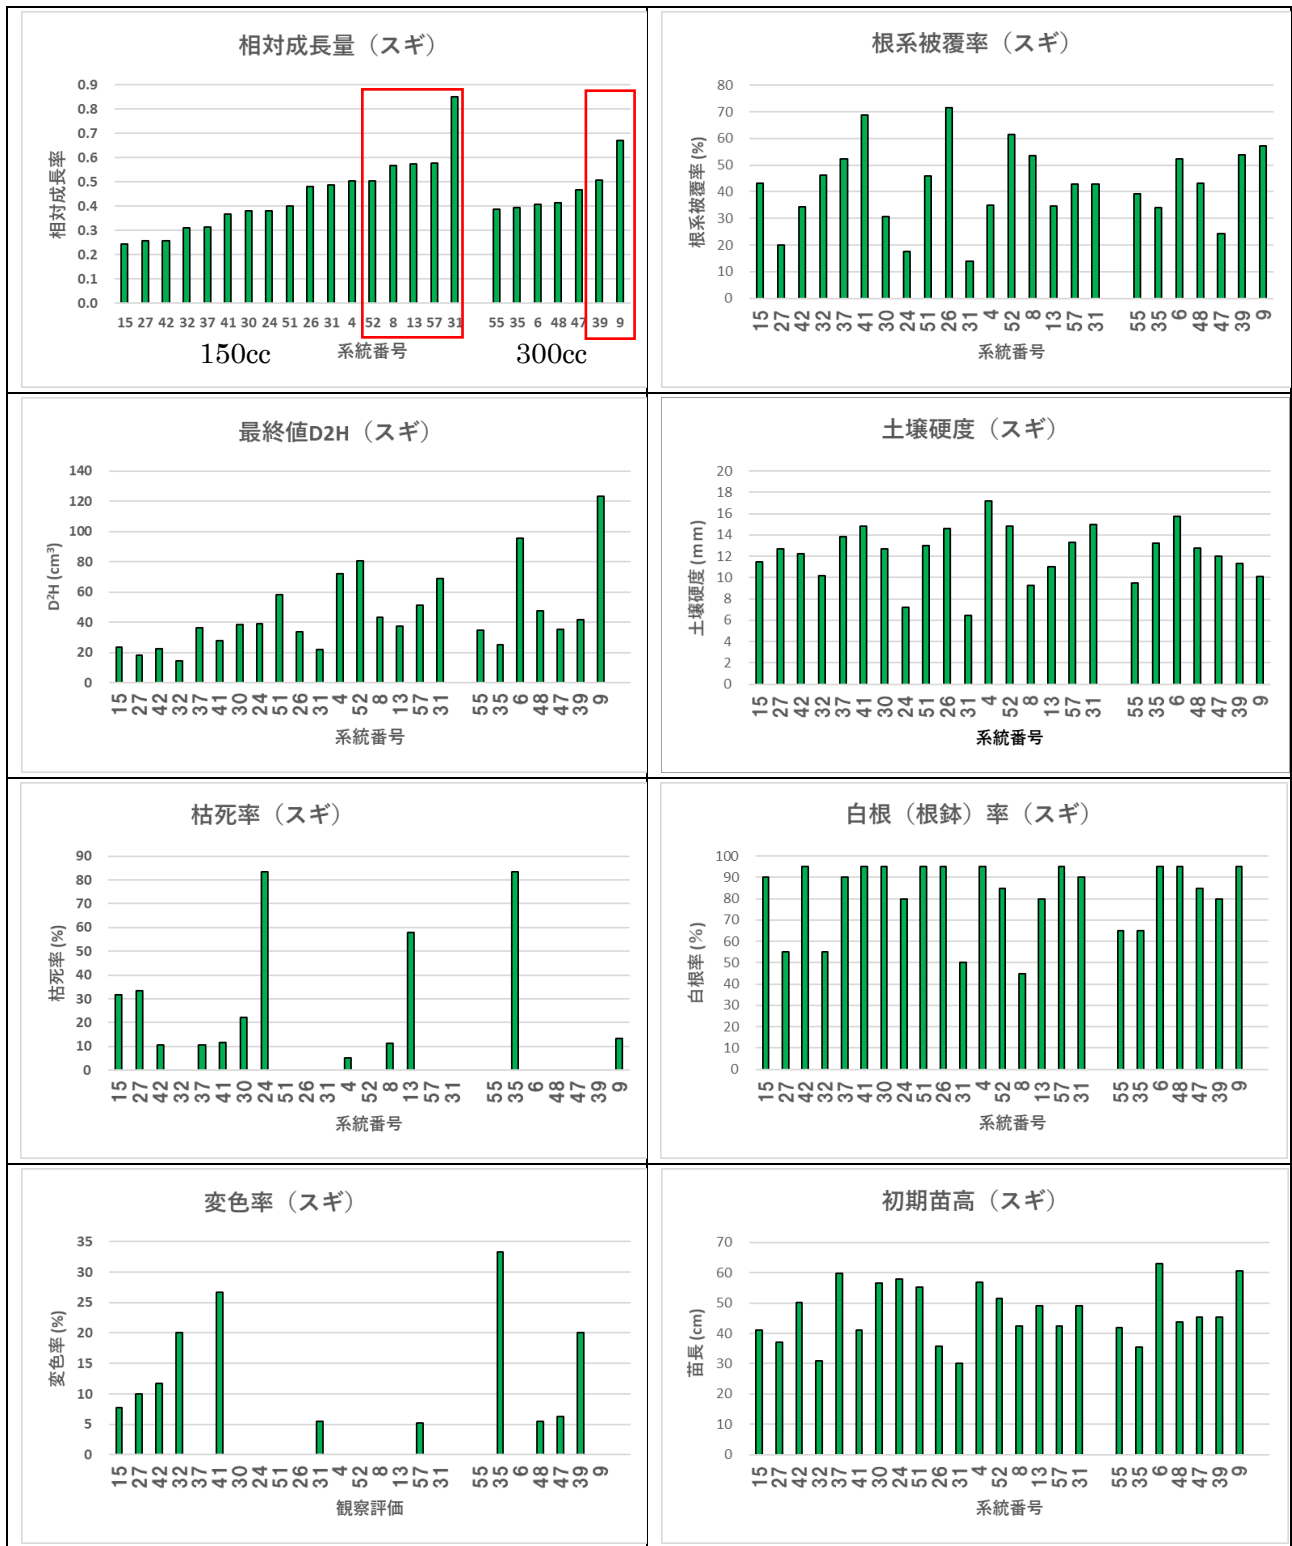 相対成長量（スギ）
0.9
0.8
0.7
0.6
0.5
0.4
0.3
0.2
0.1
0.0
相対成長率
15 27 42 32 37 41 30 24 51 26 31 4 52 8 13 57 31 55 35 6 48 47 39 9
150cc 系統番号 300cc
根系被覆率（スギ）
80
70
60
50
40
30
20
10
0
根系被覆率(%)
15 27 42 32 37 41 30 24 51 26 31 4 52 8 13 57 31 55 35 6 48 47 39 9
系統番号
最終値D2H（スギ）
140
120
100
80
60
40
20
0
D²H (cm³)
15 27 42 32 37 41 30 24 51 26 31 4 52 8 13 57 31 55 35 6 48 47 39 9
系統番号
土壌硬度（スギ）
20
18
16
14
12
10
8
6
4
2
0
土壌硬度(mm)
15 27 42 32 37 41 30 24 51 26 31 4 52 8 13 57 31 55 35 6 48 47 39 9
系統番号
枯死率（スギ）
90
80
70
60
50
40
30
20
10
0
枯死率(%)
15 27 42 32 37 41 30 24 51 26 31 4 52 8 13 57 31 55 35 6 48 47 39 9
系統番号
白根（根鉢）率（スギ）
100
90
80
70
60
50
40
30
20
10
0
白根率(%)
15 27 42 32 37 41 30 24 51 26 31 4 52 8 13 57 31 55 35 6 48 47 39 9
系統番号
変色率（スギ）
35
30
25
20
15
10
5
0
変色率(%)
15 27 42 32 37 41 30 24 51 26 31 4 52 8 13 57 31 55 35 6 48 47 39 9
観察評価
初期苗高（スギ）
70
60
50
40
30
20
10
0
苗長(cm)
15 27 42 32 37 41 30 24 51 26 31 4 52 8 13 57 31 55 35 6 48 47 39 9
系統番号